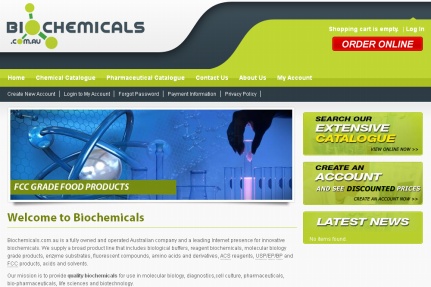 BIOCHEMICALS
.COM.AU
Shopping cart is empty. | Log In
ORDER ONLINE
Home Chemical Catalogue Pharmaceutical Catalogue Contact Us About Us My Account
Create New Account | Login to My Account | Forgot Password | Payment Information | Privacy Policy |
FCC GRADE FOOD PRODUCTS
SEARCH OUR
EXTENSIVE
CATALOGUE
VIEW ONLINE NOW >>
CREATE AN
ACCOUNT
AND SEE DISCOUNTED PRICES
CREATE AN ACCOUNT NOW >>
LATEST NEWS
No Items found.
Welcome to Biochemicals
Biochemicals.com.au is a fully owned and operated Australian company and a leading Internet presence for innovative
biochemicals. We supply a broad product line that includes biological buffers, reagent biochemicals, molecular biology
grade products, enzyme substrates, fluorescent compounds, amino acids and derivatives, ACS reagents, USP/EP/BP and
FCC products, acids and solvents.
Our mission is to provide quality biochemicals for use in molecular biology, diagnostics, cell culture, pharmaceuticals,
bio-pharmaceuticals, life sciences and biotechnology.